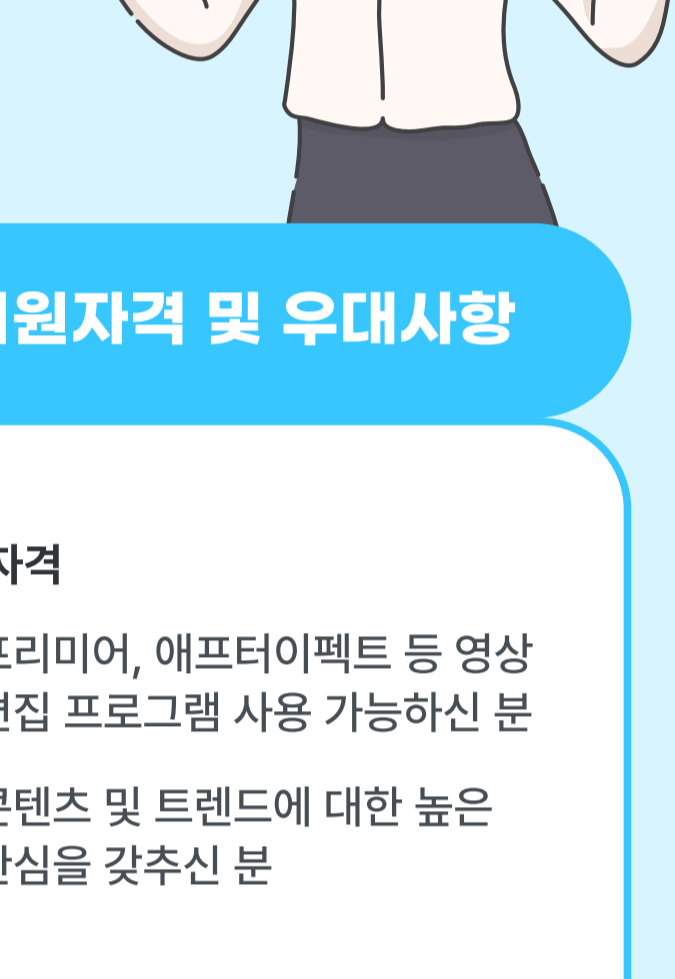 지원자격 및 우대사항
자격
프리미어, 애프터이펙트 등 영상
편집 프로그램 사용 가능하신 분
콘텐츠 및 트렌드에 대한 높은
관심을 갖추신 분